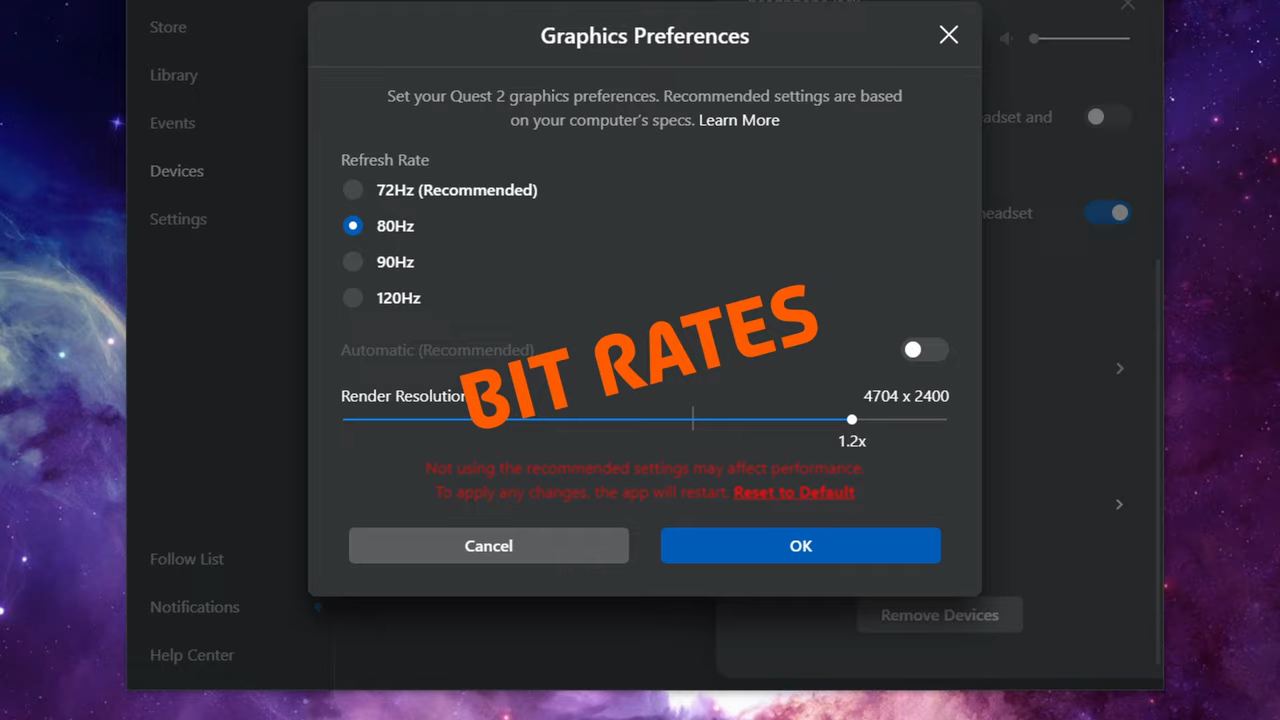 Store
Library
Events
Devices
Settings
Follow List
Notifications
Help Center
Graphics Preferences
Set your Quest 2 graphics preferences. Recommended settings are based
on your computer's specs. Learn More
Refresh Rate
72Hz (Recommended)
80Hz
90Hz
120Hz
Automatic (Recommended)
BIT RATES
Render Resolution
4704 x 2400
1.2x
Not using the recommended settings may affect performance.
To apply any changes, the app will restart. Reset to Default
Cancel
OK
and
Remove Devices